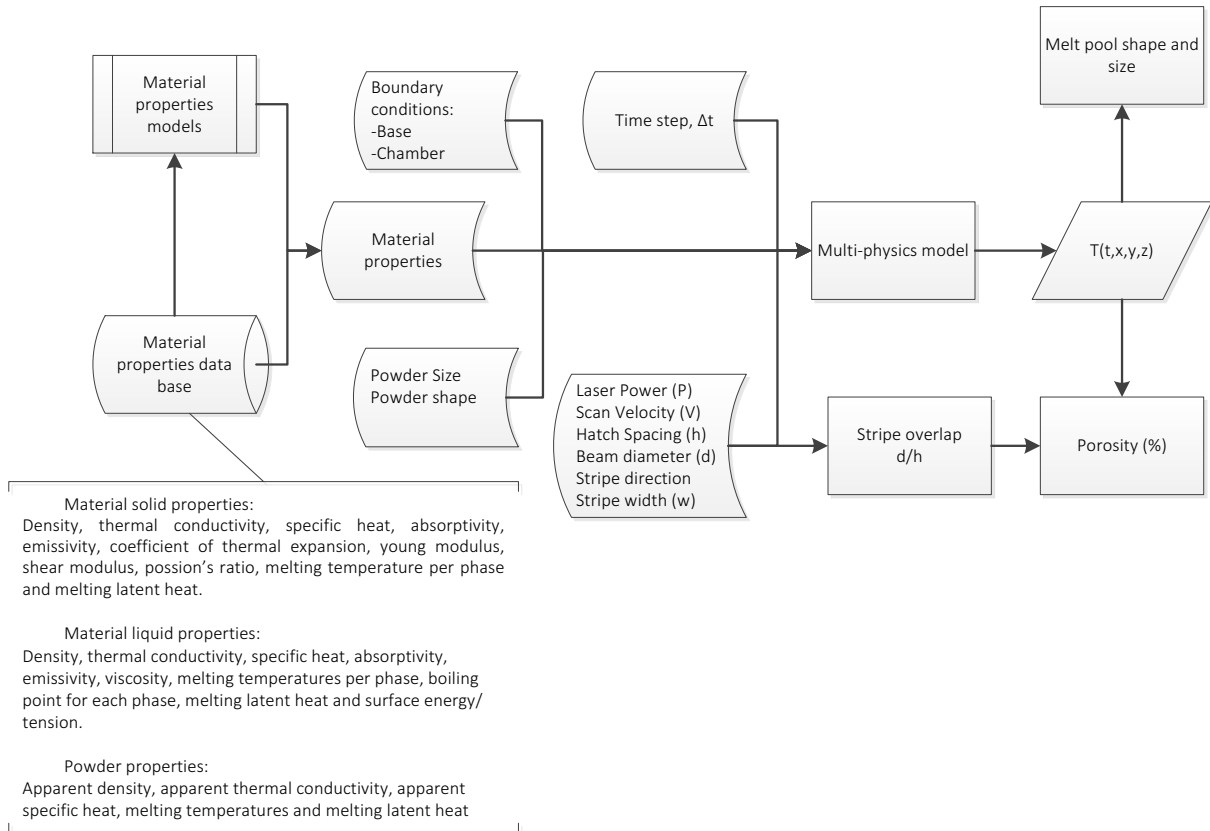 Melt pool shape and
size
Material
properties
models
Boundary
conditions:
-Base
-Chamber
Time step, Δt
Material
properties
Multi-physics model
T(t,x,y,z)
Material
properties data
base
Powder Size
Powder shape
Laser Power (P)
Scan Velocity (V)
Hatch Spacing (h)
Beam diameter (d)
Stripe direction
Stripe width (w)
Stripe overlap
d/h
Porosity (%)
Material solid properties:
Density, thermal conductivity, specific heat, absorptivity,
emissivity, coefficient of thermal expansion, young modulus,
shear modulus, possion’s ratio, melting temperature per phase
and melting latent heat.
Material liquid properties:
Density, thermal conductivity, specific heat, absorptivity,
emissivity, viscosity, melting temperatures per phase, boiling
point for each phase, melting latent heat and surface energy/
tension.
Powder properties:
Apparent density, apparent thermal conductivity, apparent
specific heat, melting temperatures and melting latent heat